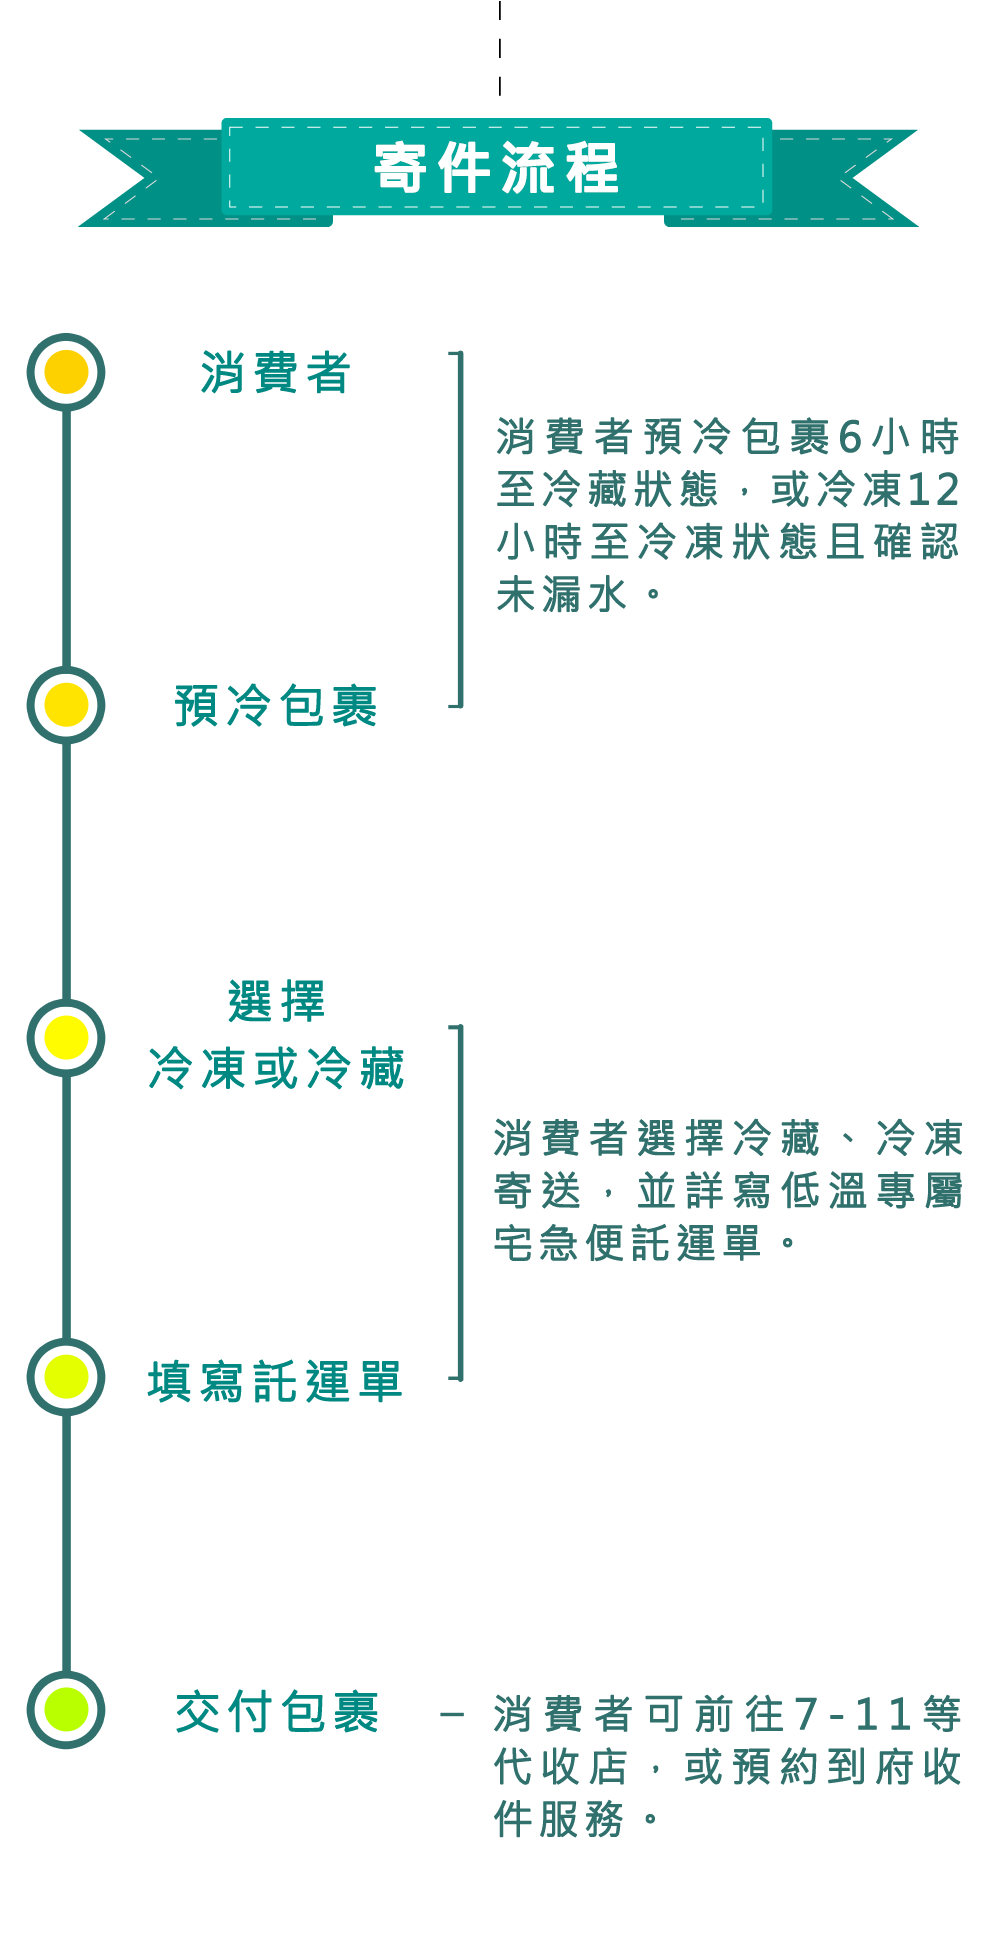 寄件流程
消費者
消費者預冷包裹6小時
至冷藏狀態，或冷凍12
小時至冷凍狀態且確認
未漏水。
預冷包裹
選擇
冷凍或冷藏
消費者選擇冷藏、冷凍
寄送，並詳寫低溫專屬
宅急便託運單。
填寫託運單
交付包裹
消費者可前往7-11等
代收店，或預約到府收
件服務。